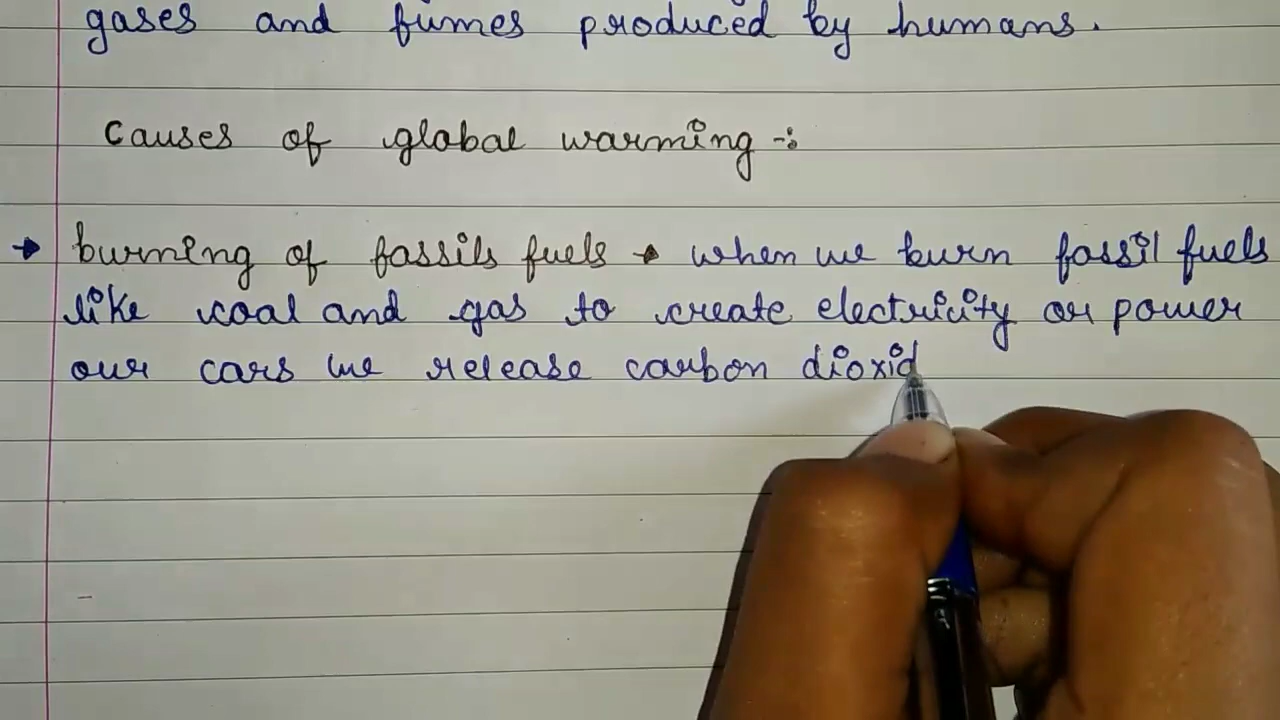 gases and fumes produced by humans.
Causes of global warming -:
→ burning of fossils fuels → when we burn fossil fuels
like coal and gas to create electricity or power
our cars we release carbon dioxid